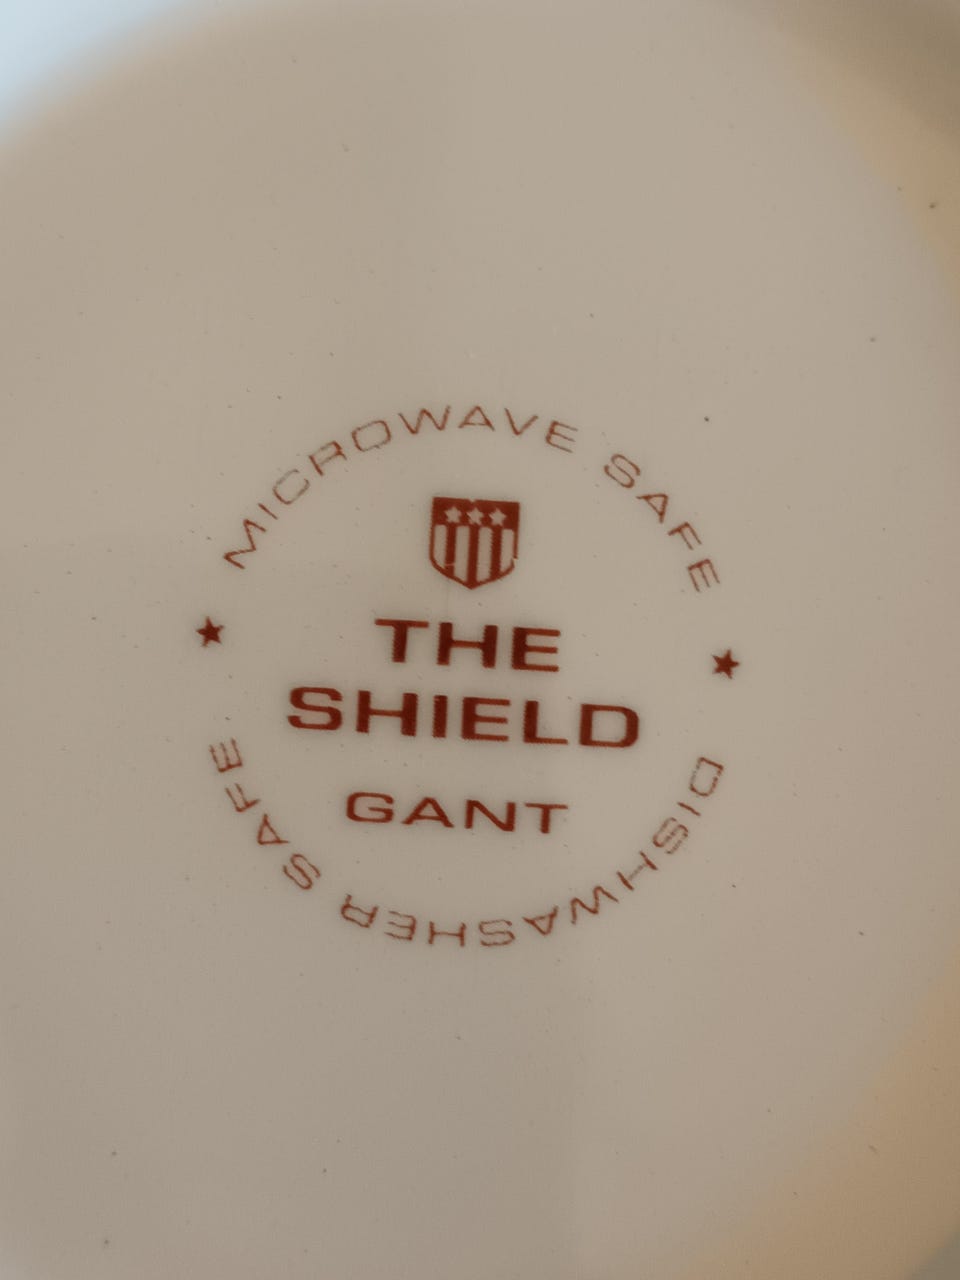 MICROWAVE SAFE
THE
SHIELD
GANT
DISHWASHER SAFE